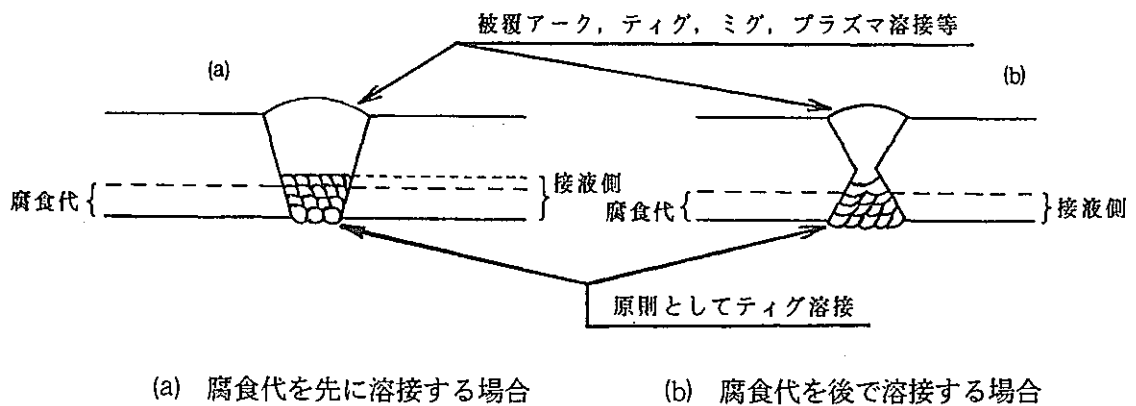 被覆アーク，ティグ，ミグ，プラズマ溶接等
(a)
(b)
腐食代
接液側
腐食代
接液側
原則としてティグ溶接
(a) 腐食代を先に溶接する場合
(b) 腐食代を後で溶接する場合